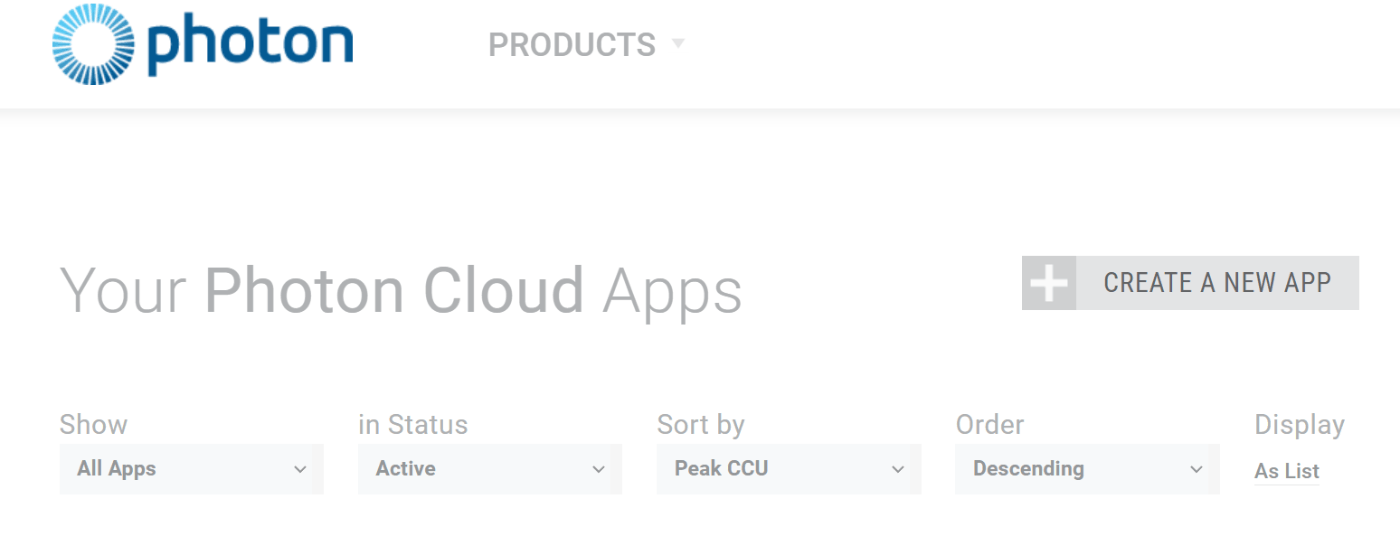 photon
PRODUCTS
Your Photon Cloud Apps
CREATE A NEW APP
Show
in Status
Sort by
Order
Display
All Apps
Active
Peak CCU
Descending
As List